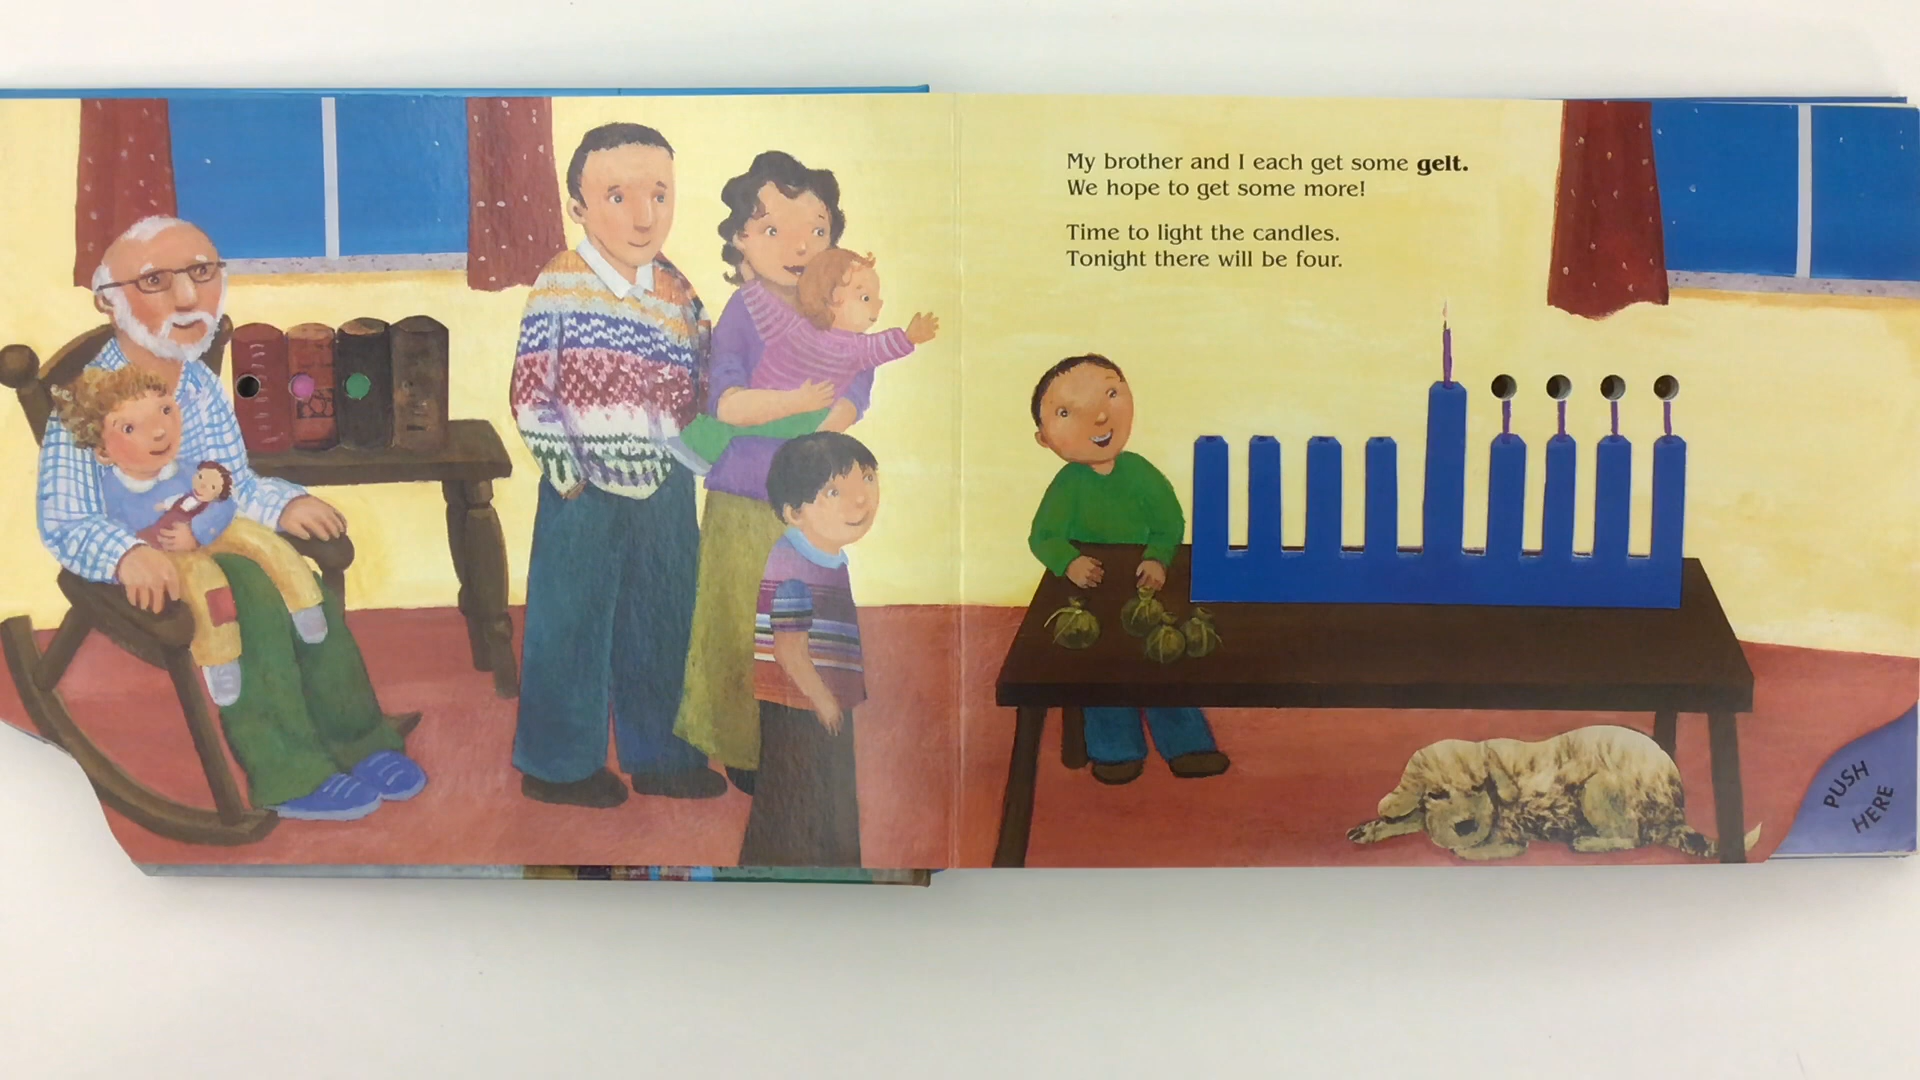 My brother and I each get some gelt.
We hope to get some more!
Time to light the candles.
Tonight there will be four.
PUSH
HERE